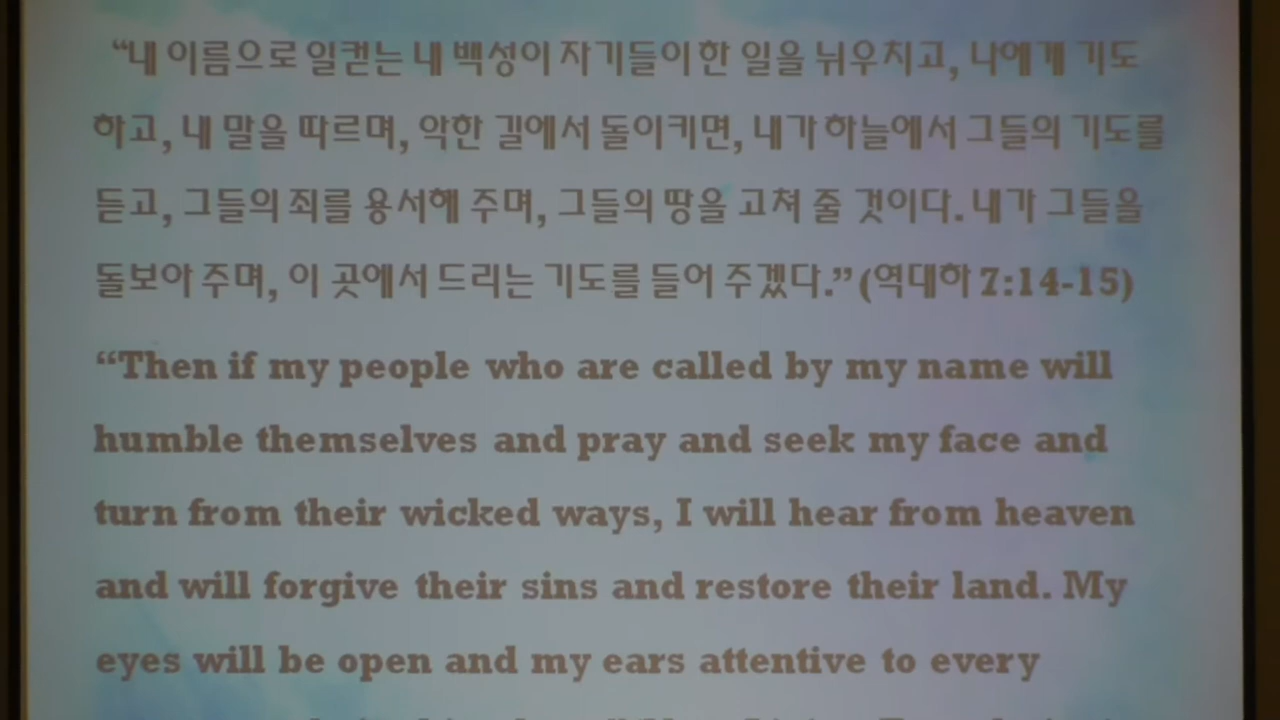 “내 이름으로 일컫는 내 백성이 자기들이 한 일을 뉘우치고, 나에게 기도
하고, 내 말을 따르며, 악한 길에서 돌이키면, 내가 하늘에서 그들의 기도를
듣고, 그들의 죄를 용서해 주며, 그들의 땅을 고쳐 줄 것이다. 내가 그들을
돌보아 주며, 이 곳에서 드리는 기도를 들어 주겠다.” (역대하 7:14-15)
“Then if my people who are called by my name will
humble themselves and pray and seek my face and
turn from their wicked ways, I will hear from heaven
and will forgive their sins and restore their land. My
eyes will be open and my ears attentive to every